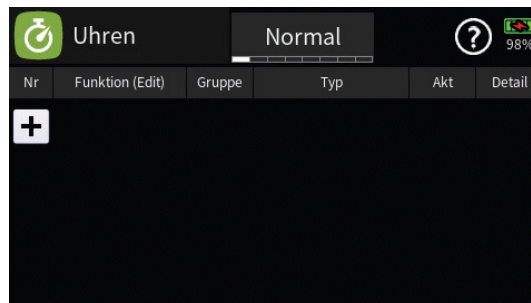 Uhren Normal ? 98%
Nr Funktion (Edit) Gruppe Typ Akt Detail
+